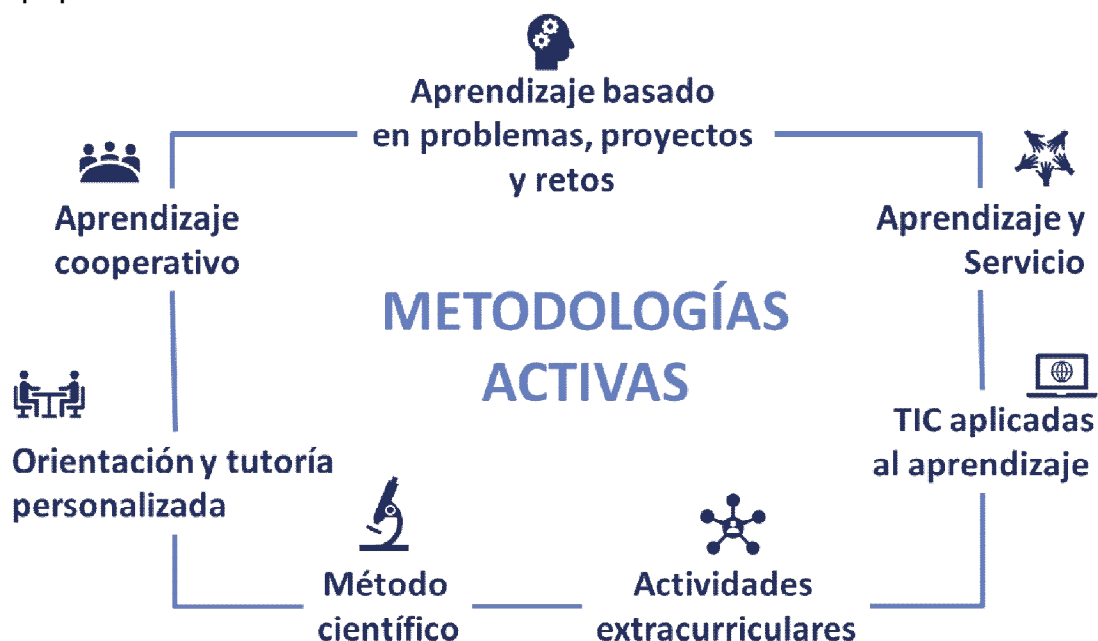 Aprendizaje basado
en problemas, proyectos
y retos
Aprendizaje
cooperativo
Aprendizaje y
Servicio
METODOLOGÍAS
ACTIVAS
TIC aplicadas
al aprendizaje
Orientación y tutoría
personalizada
Método
científico
Actividades
extracurriculares